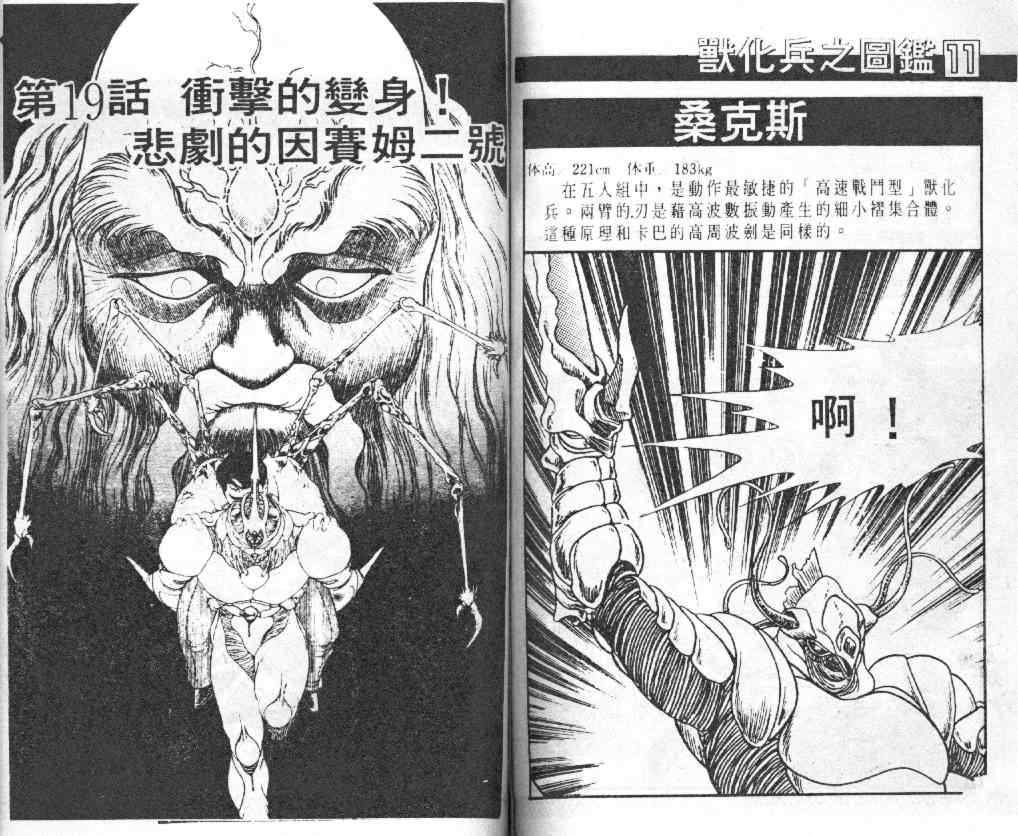 獸化兵之圖鑑11
桑克斯
体高 221cm 体重 183kg
在五人組中，是動作最敏捷的「高速戰鬥型」獸化
兵。兩臂的刃是藉高波數振動產生的細小褶集合體。
這種原理和卡巴的高周波劍是同樣的。
啊！
第19話 衝擊的變身！
悲劇的因賽姆二號